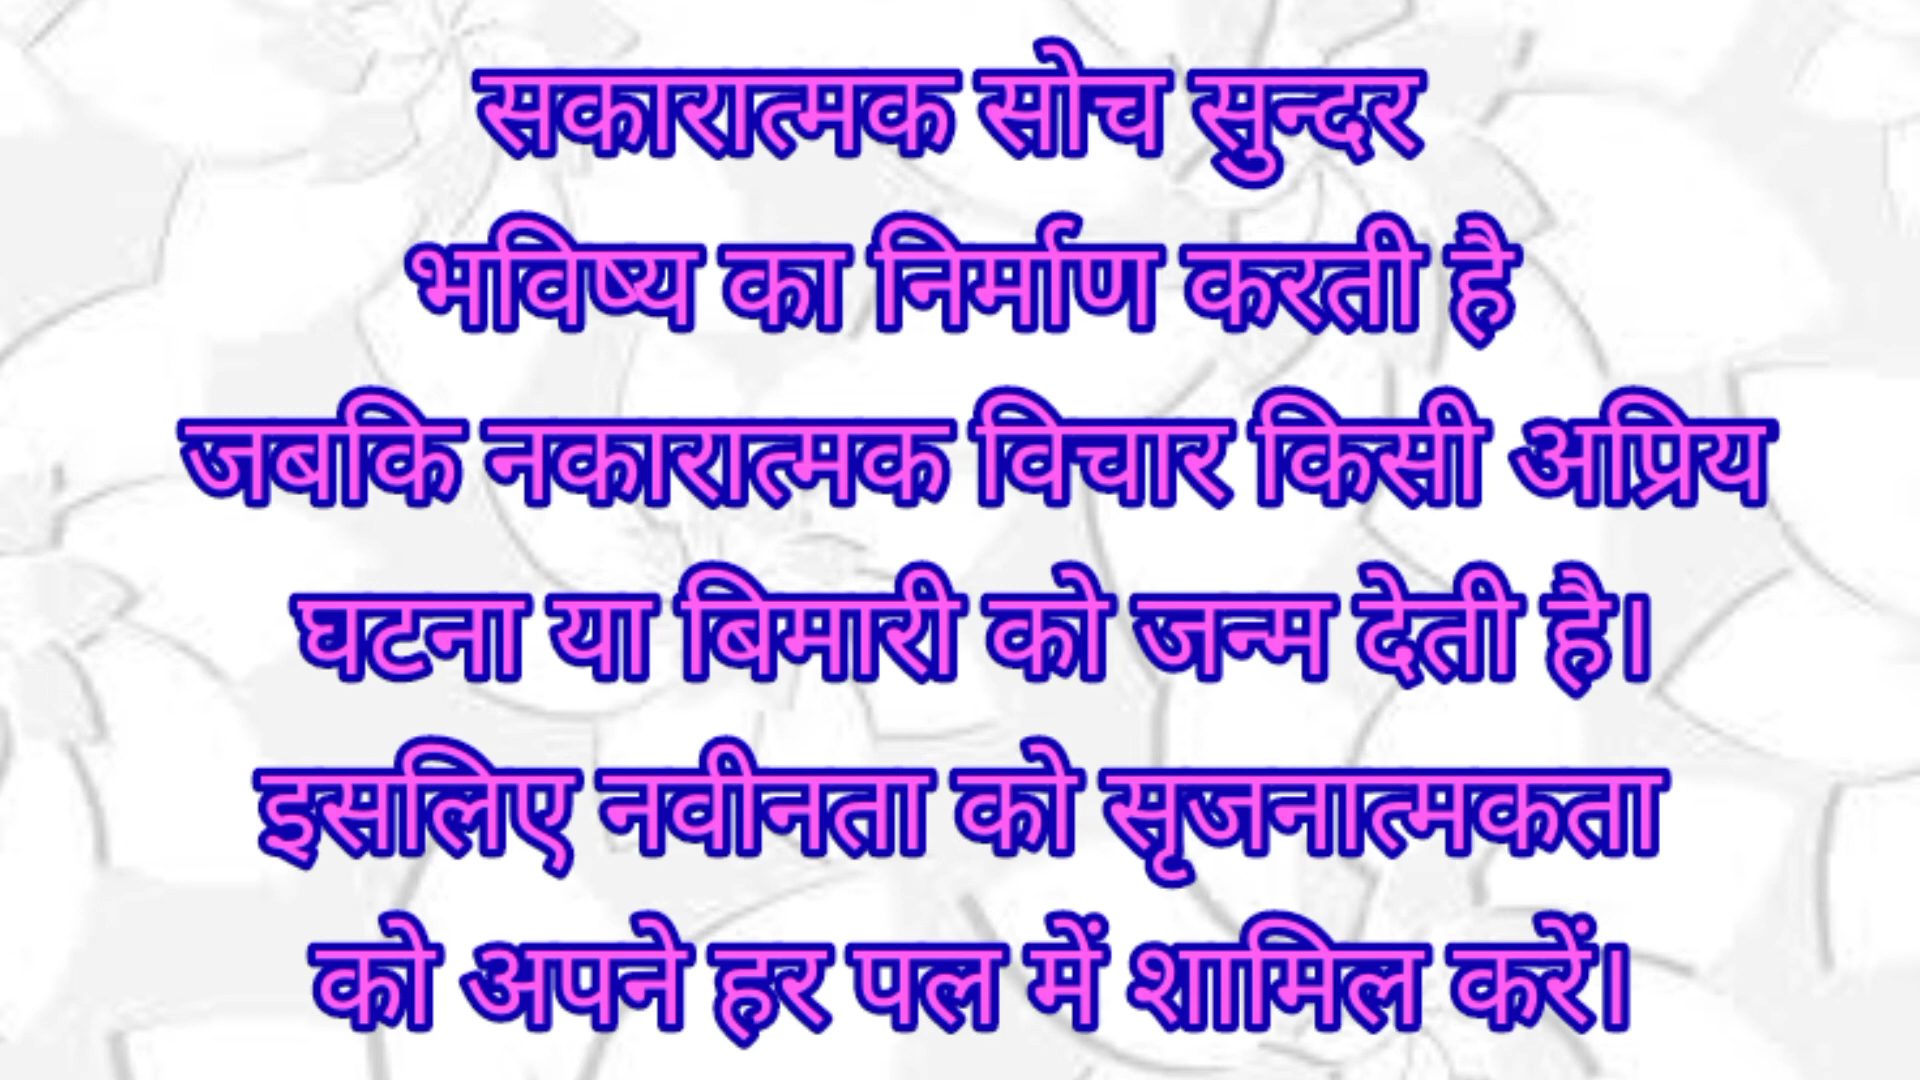 सकारात्मक सोच सुन्दर
भविष्य का निर्माण करती है
जबकि नकारात्मक विचार किसी अप्रिय
घटना या बिमारी को जन्म देती है।
इसलिए नवीनता को सृजनात्मकता
को अपने हर पल में शामिल करें।